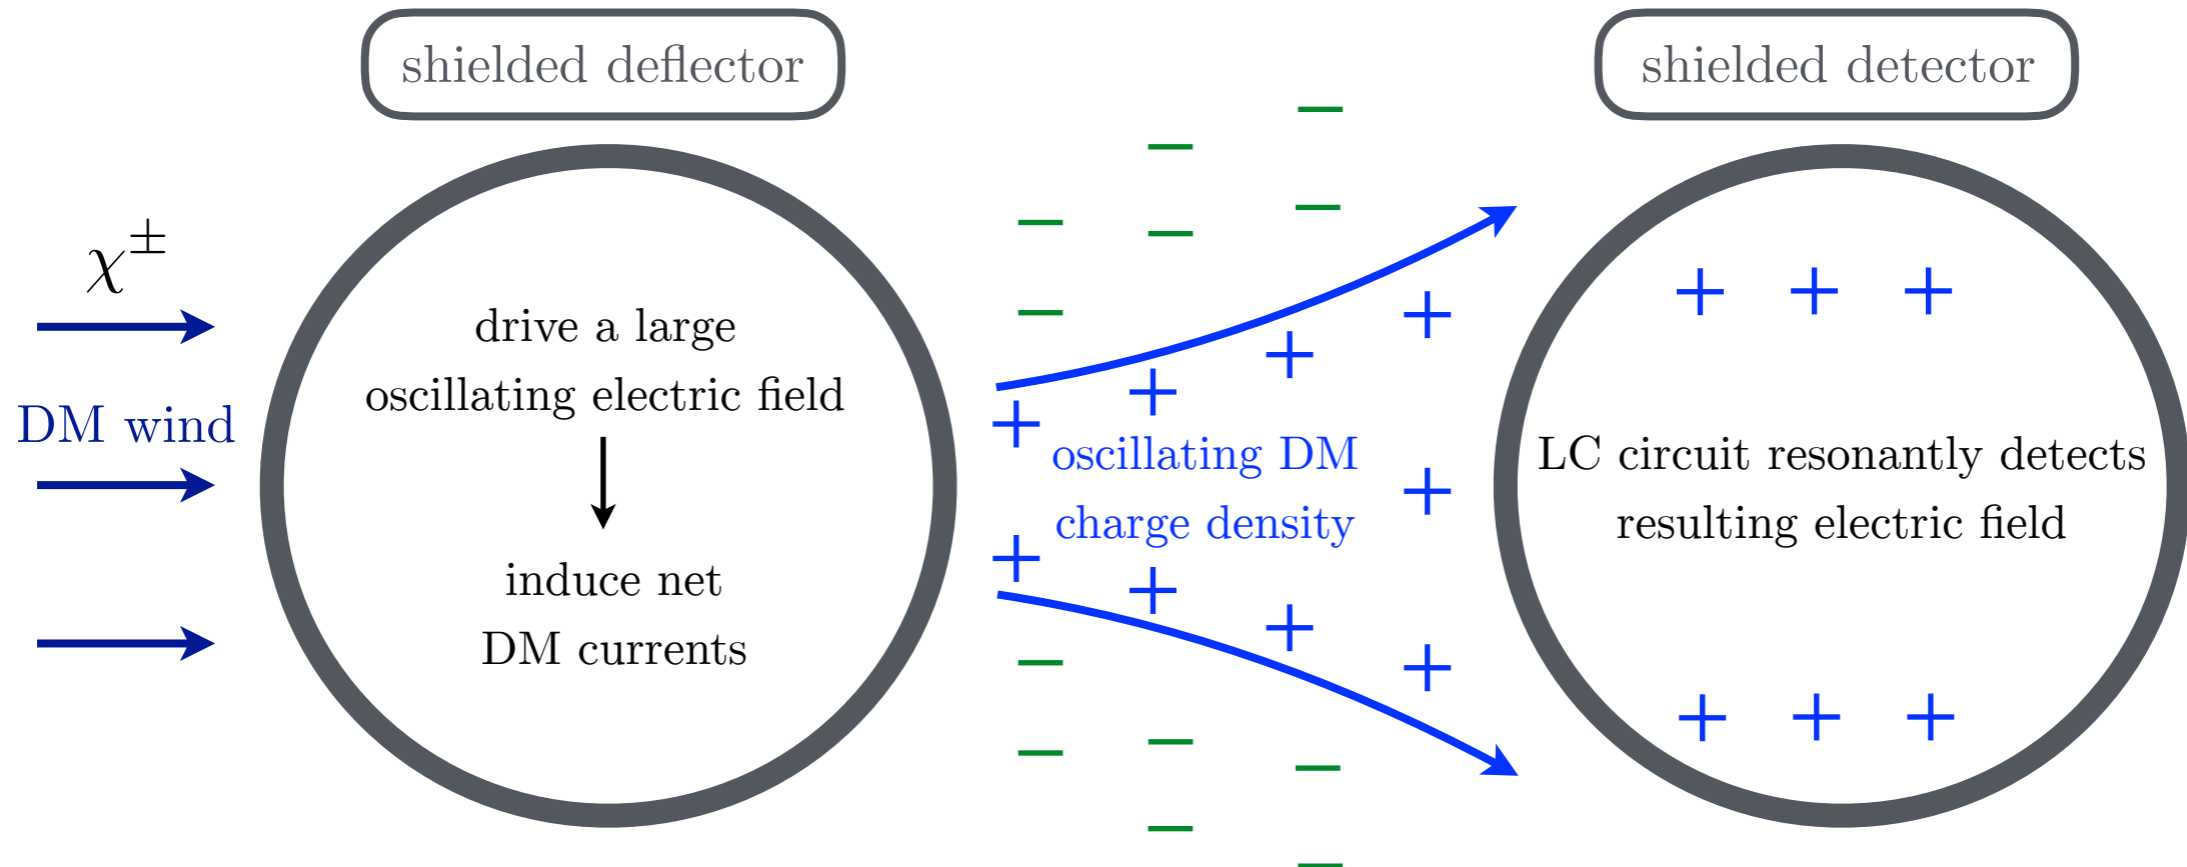 shielded deflector
shielded detector
χ±
DM wind
drive a large
oscillating electric field
induce net
DM currents
oscillating DM
charge density
LC circuit resonantly detects
resulting electric field